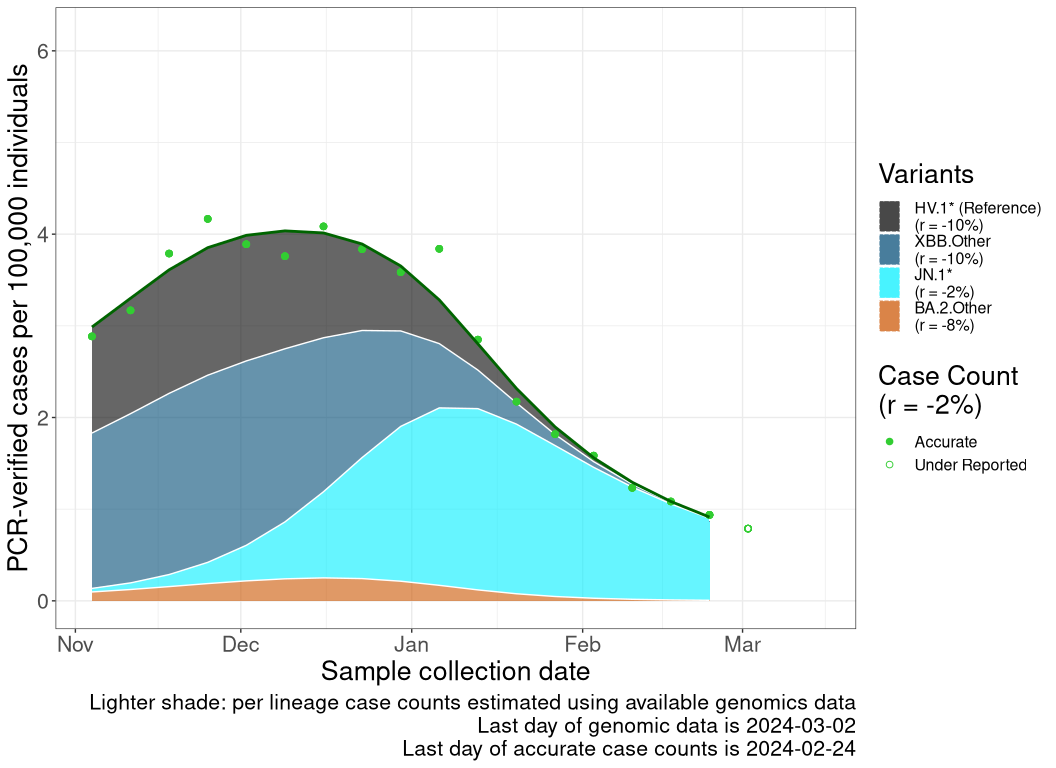 PCR-verified cases per 100,000 individuals
6
4
2
0
Nov
Dec
Jan
Feb
Mar
Sample collection date
Lighter shade: per lineage case counts estimated using available genomics data
Last day of genomic data is 2024-03-02
Last day of accurate case counts is 2024-02-24
Variants
HV.1* (Reference)
(r = -10%)
XBB.Other
(r = -10%)
JN.1*
(r = -2%)
BA.2.Other
(r = -8%)
Case Count
(r = -2%)
Accurate
Under Reported